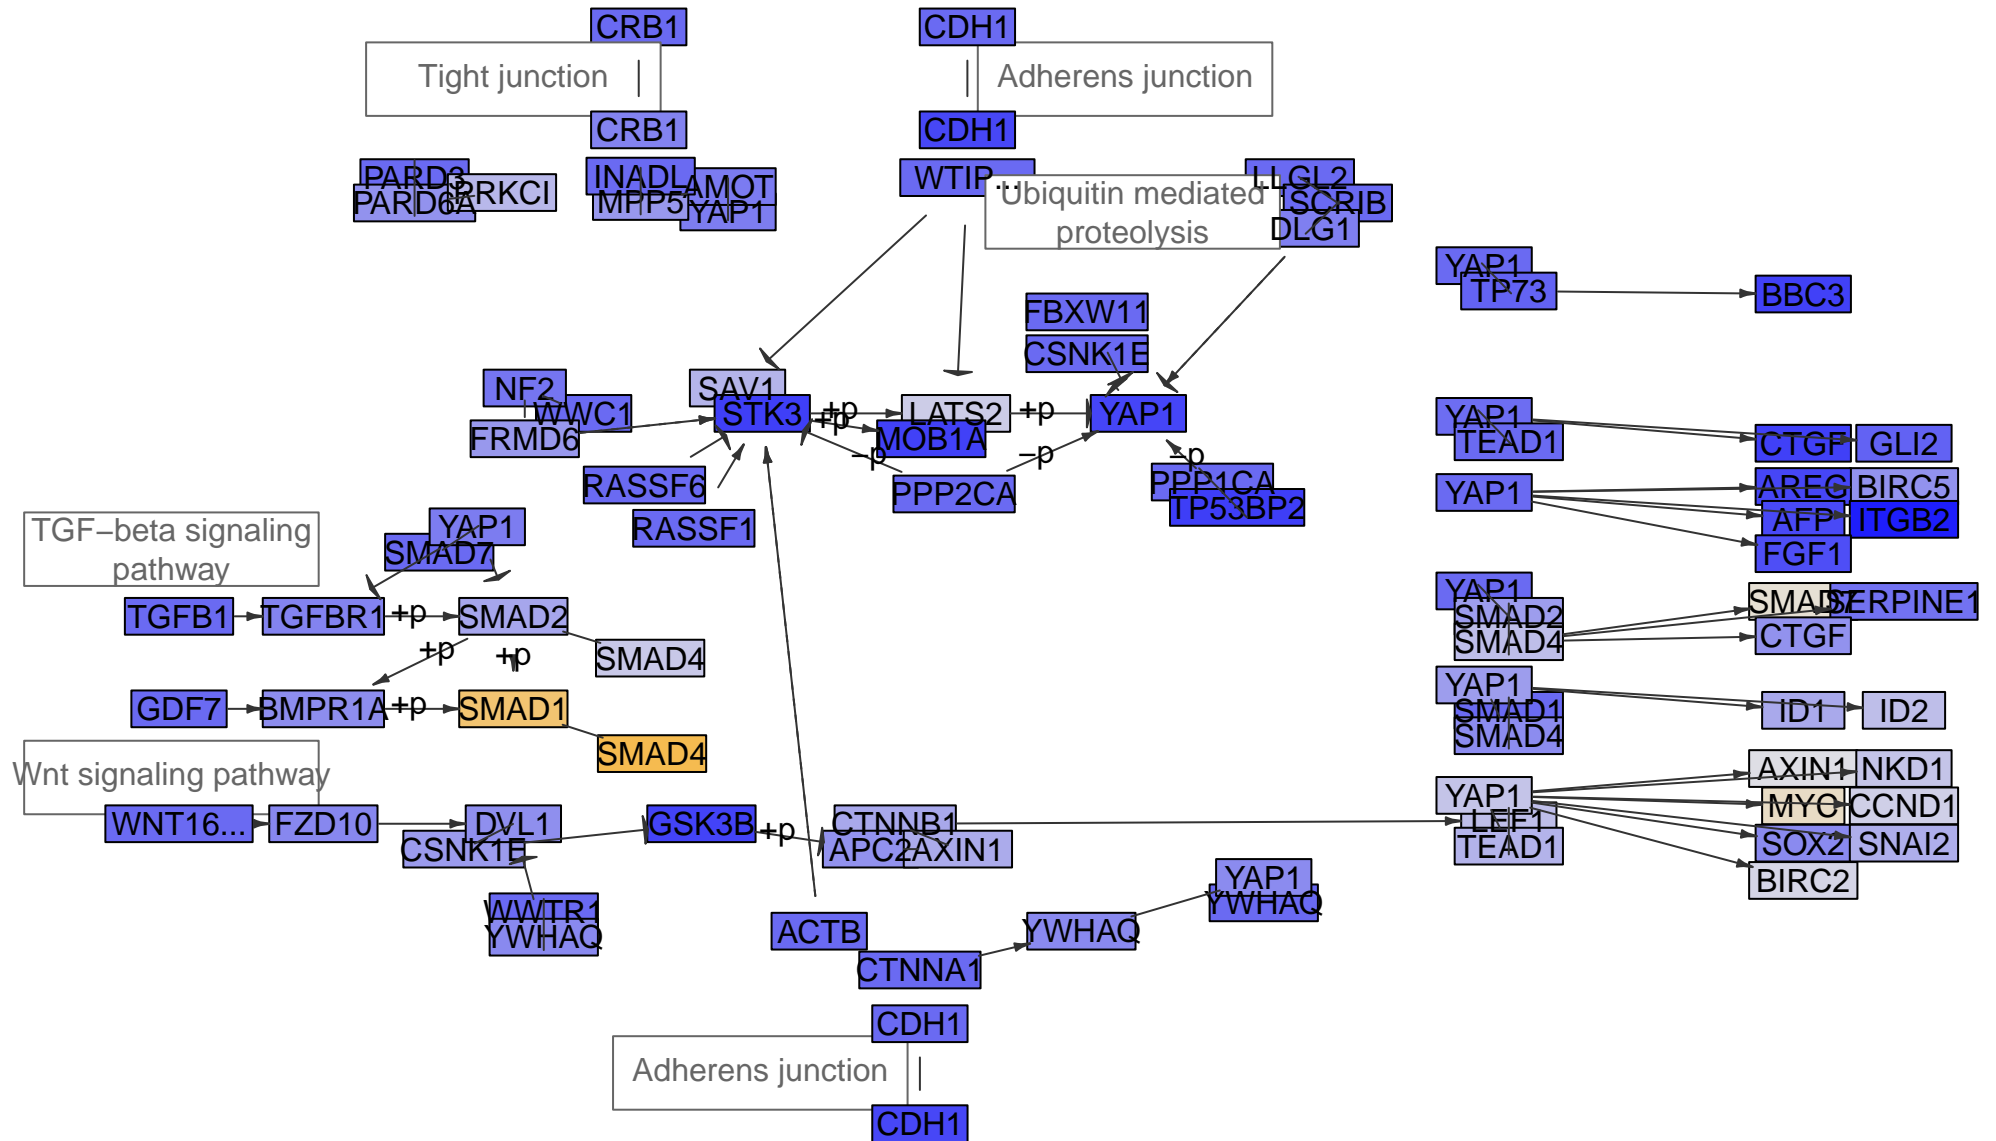 CRB1
CDH1
Tight junction
Adherens junction
CRB1
CDH1
PARD3
PRKCI
PARD6A
INADL
AMOT
MPP5
YAP1
WTIP...
LLGL2
SCRIB
DLG1
Ubiquitin mediated
proteolysis
YAP1
TP73
BBC3
FBXW11
CSNK1E
NF2
WWC1
FRMD6
SAV1
STK3
+p
+p
LATS2
MOB1A
+p
YAP1
YAP1
TEAD1
CTGF
GLI2
−p
−p
−p
RASSF6
RASSF1
PPP2CA
PPP1CA
TP53BP2
YAP1
AREG
BIRC5
AFP
ITGB2
FGF1
TGF−beta signaling
pathway
YAP1
SMAD7
TGFB1
TGFBR1
+p
SMAD2
SMAD4
+p
+p
YAP1
SMAD2
SMAD4
SMAD7
SERPINE1
CTGF
GDF7
BMPR1A
+p
SMAD1
SMAD4
YAP1
SMAD1
SMAD4
ID1
ID2
Wnt signaling pathway
WNT16...
FZD10
DVL1
CSNK1E
GSK3B
+p
CTNNB1
APC2
AXIN1
YAP1
LEF1
TEAD1
AXIN1
NKD1
MYC
CCND1
SOX2
SNAI2
BIRC2
WWTR1
YWHAQ
ACTB
CTNNA1
YWHAQ
YAP1
YWHAQ
CDH1
Adherens junction
CDH1